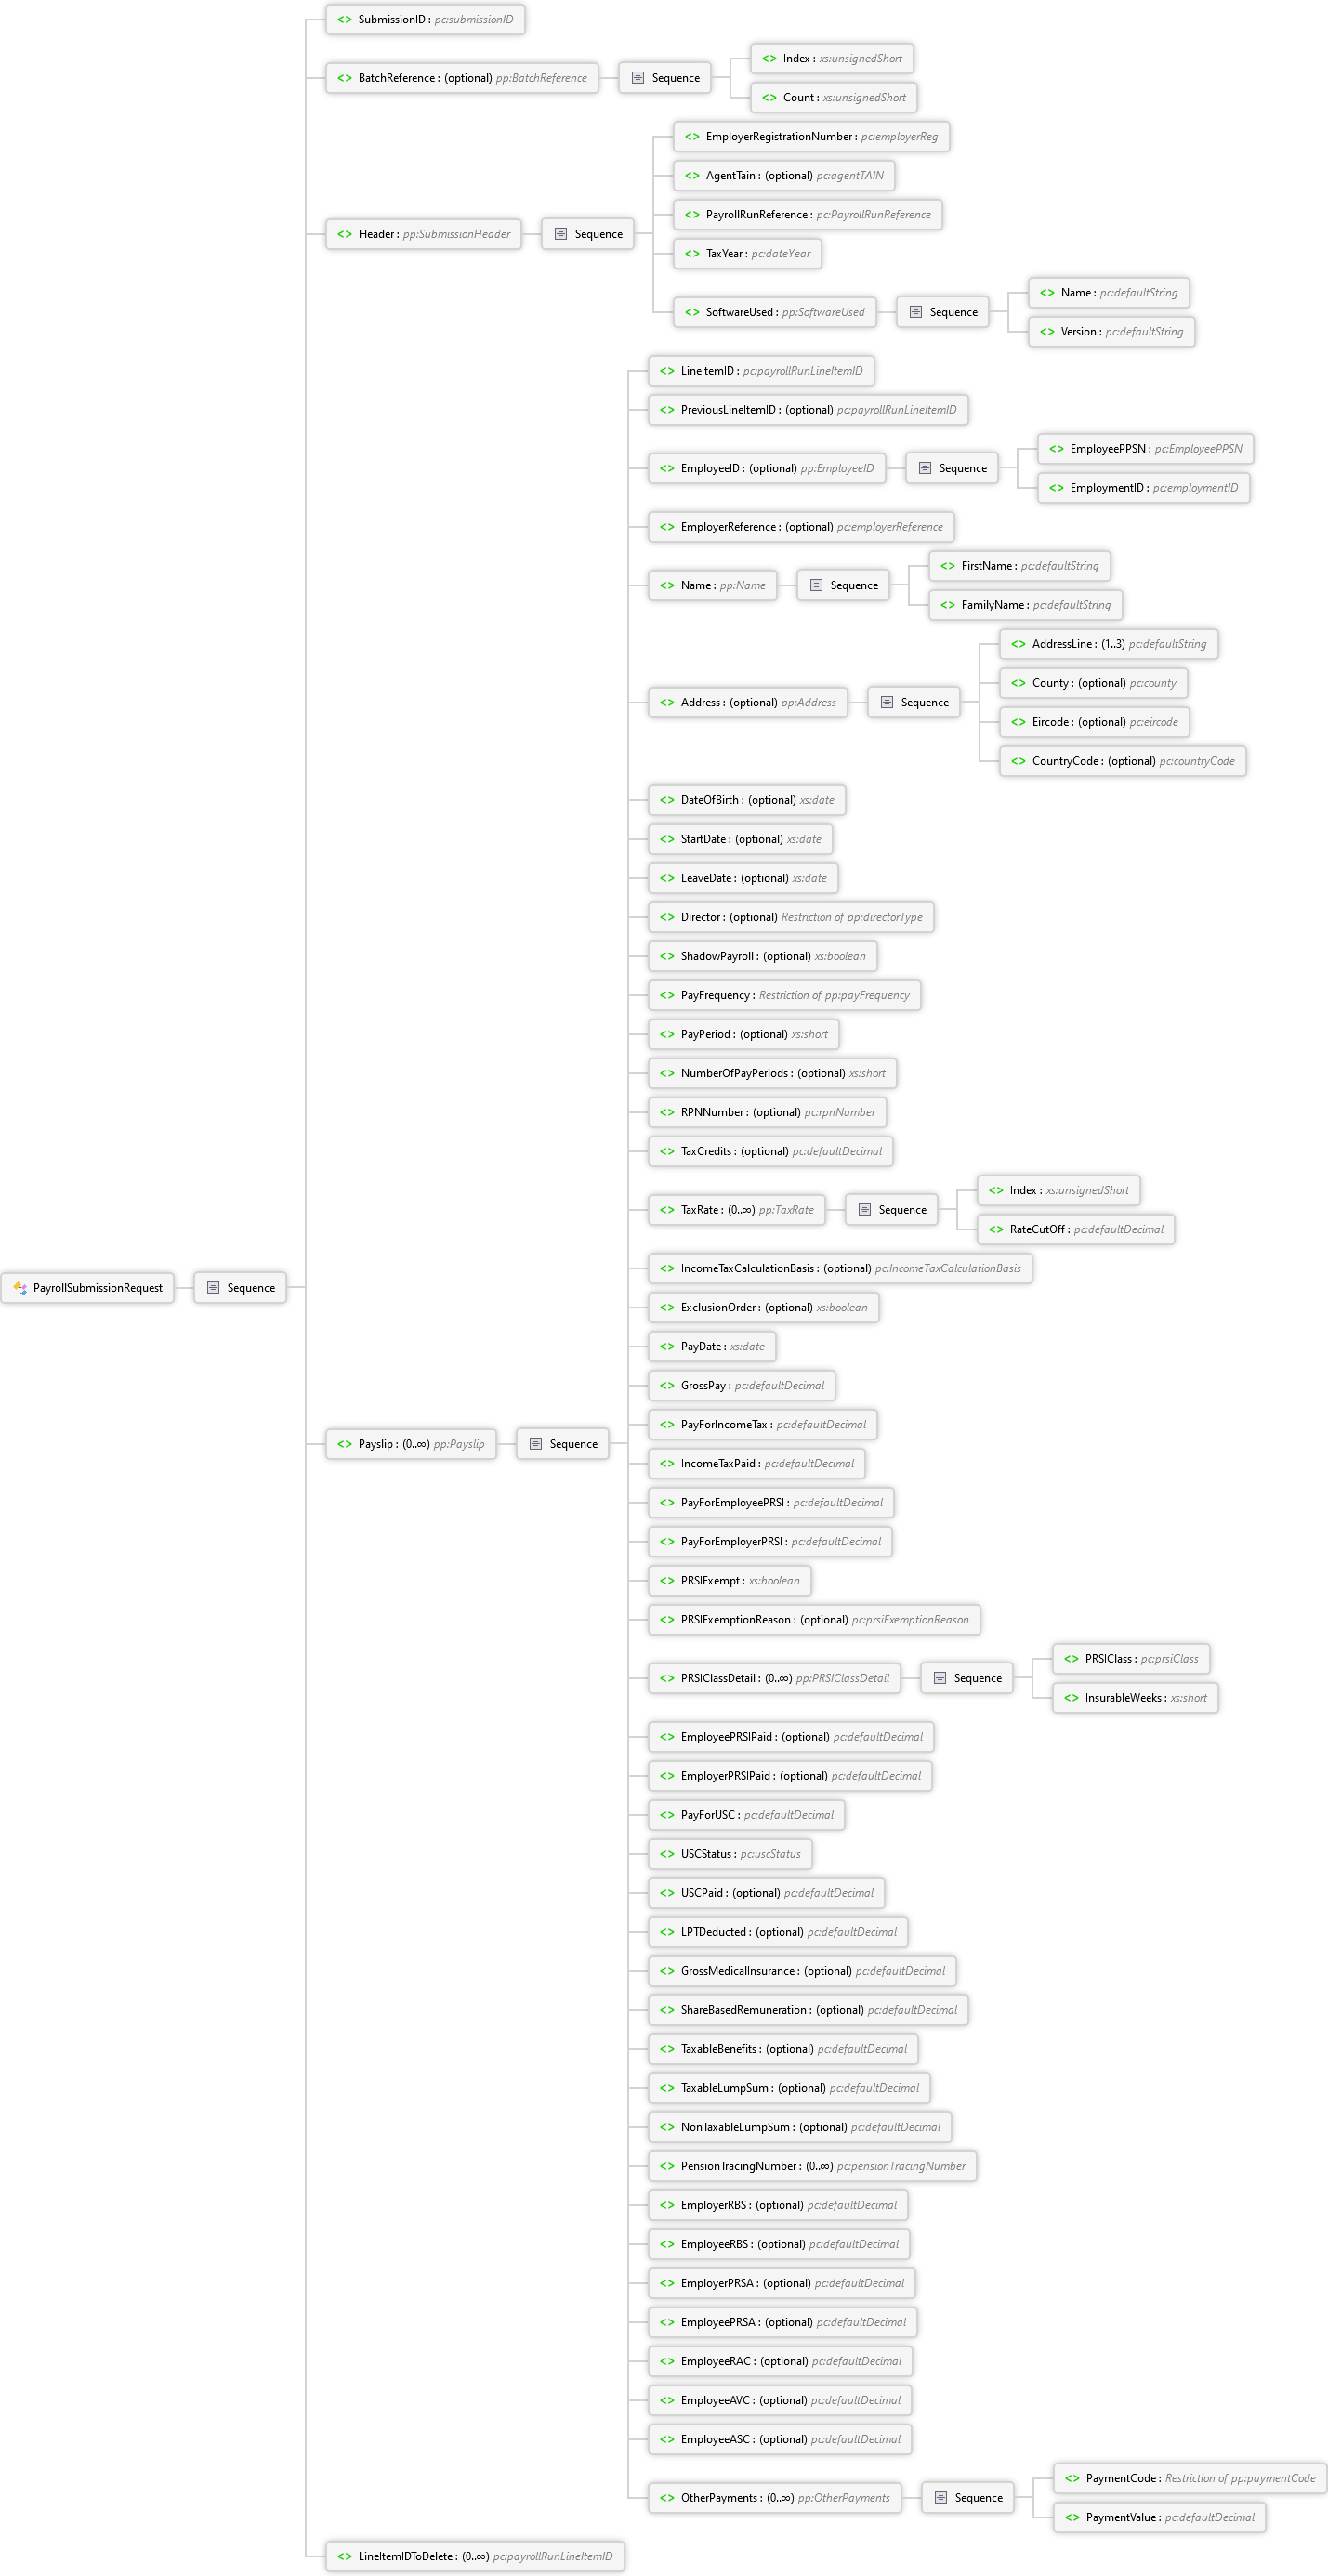 SubmissionID : pc:submissionID
BatchReference : (optional) pp:BatchReference
Sequence
Index : xs:unsignedShort
Count : xs:unsignedShort
Header : pp:SubmissionHeader
Sequence
EmployerRegistrationNumber : pc:employerReg
AgentTain : (optional) pc:agentTAIN
PayrollRunReference : pc:PayrollRunReference
TaxYear : pc:dateYear
SoftwareUsed : pp:SoftwareUsed
Sequence
Name : pc:defaultString
Version : pc:defaultString
LineItemID : pc:payrollRunLineItemID
PreviousLineItemID : (optional) pc:payrollRunLineItemID
EmployeeID : (optional) pp:EmployeeID
Sequence
EmployeePPSN : pc:EmployeePPSN
EmploymentID : pc:employmentID
EmployerReference : (optional) pc:employerReference
Name : pp:Name
Sequence
FirstName : pc:defaultString
FamilyName : pc:defaultString
Address : (optional) pp:Address
Sequence
AddressLine : (1..3) pc:defaultString
County : (optional) pc:county
Eircode : (optional) pc:eircode
CountryCode : (optional) pc:countryCode
DateOfBirth : (optional) xs:date
StartDate : (optional) xs:date
LeaveDate : (optional) xs:date
Director : (optional) Restriction of pp:directorType
ShadowPayroll : (optional) xs:boolean
PayFrequency : Restriction of pp:payFrequency
PayPeriod : (optional) xs:short
NumberOfPayPeriods : (optional) xs:short
RPNNumber : (optional) pc:rpnNumber
TaxCredits : (optional) pc:defaultDecimal
TaxRate : (0..∞) pp:TaxRate
Sequence
Index : xs:unsignedShort
RateCutOff : pc:defaultDecimal
PayrollSubmissionRequest
Sequence
IncomeTaxCalculationBasis : (optional) pc:IncomeTaxCalculationBasis
ExclusionOrder : (optional) xs:boolean
PayDate : xs:date
GrossPay : pc:defaultDecimal
PayForIncomeTax : pc:defaultDecimal
Payslip : (0..∞) pp:Payslip
Sequence
IncomeTaxPaid : pc:defaultDecimal
PayForEmployeePRSI : pc:defaultDecimal
PayForEmployerPRSI : pc:defaultDecimal
PRSIExempt : xs:boolean
PRSIExemptionReason : (optional) pc:prsiExemptionReason
PRSIClassDetail : (0..∞) pp:PRSIClassDetail
Sequence
PRSIClass : pc:prsiClass
InsurableWeeks : xs:short
EmployeePRSIPaid : (optional) pc:defaultDecimal
EmployerPRSIPaid : (optional) pc:defaultDecimal
PayForUSC : pc:defaultDecimal
USCStatus : pc:uscStatus
USCPaid : (optional) pc:defaultDecimal
LPTDeducted : (optional) pc:defaultDecimal
GrossMedicalInsurance : (optional) pc:defaultDecimal
ShareBasedRemuneration : (optional) pc:defaultDecimal
TaxableBenefits : (optional) pc:defaultDecimal
TaxableLumpSum : (optional) pc:defaultDecimal
NonTaxableLumpSum : (optional) pc:defaultDecimal
PensionTracingNumber : (0..∞) pc:pensionTracingNumber
EmployerRBS : (optional) pc:defaultDecimal
EmployeeRBS : (optional) pc:defaultDecimal
EmployerPRSA : (optional) pc:defaultDecimal
EmployeePRSA : (optional) pc:defaultDecimal
EmployeeRAC : (optional) pc:defaultDecimal
EmployeeAVC : (optional) pc:defaultDecimal
EmployeeASC : (optional) pc:defaultDecimal
OtherPayments : (0..∞) pp:OtherPayments
Sequence
PaymentCode : Restriction of pp:paymentCode
PaymentValue : pc:defaultDecimal
LineItemIDToDelete : (0..∞) pc:payrollRunLineItemID